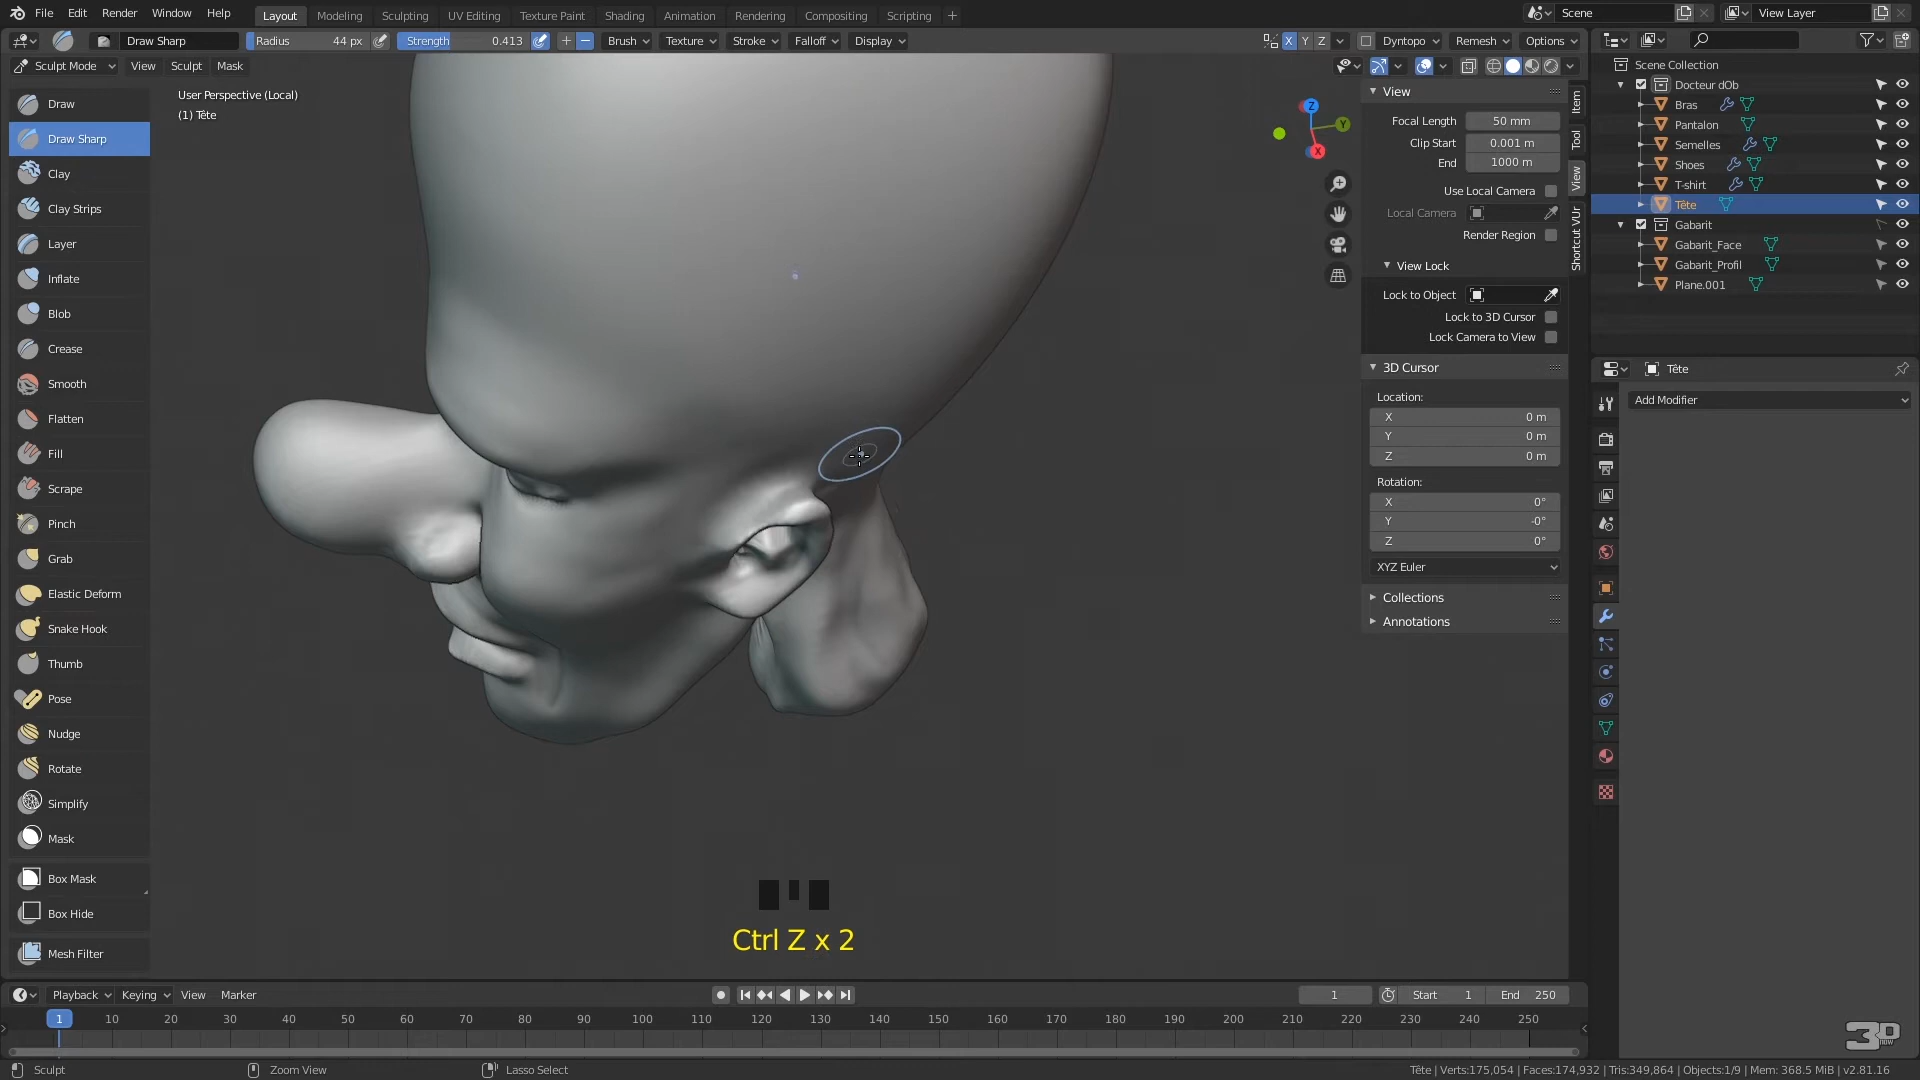 File Edit Render Window Help Layout Modeling Sculpting UV Editing Texture Paint Shading Animation Rendering Compositing Scripting + Scene View Layer
Draw Sharp Radius 44 px Strength 0.413 Brush Texture Stroke Falloff Display X Y Z Dyntopo Remesh Options
Sculpt Mode View Sculpt Mask
User Perspective (Local)
(1) Tête
Draw
Draw Sharp
Clay
Clay Strips
Layer
Inflate
Blob
Crease
Smooth
Flatten
Fill
Scrape
Pinch
Grab
Elastic Deform
Snake Hook
Thumb
Pose
Nudge
Rotate
Simplify
Mask
Box Mask
Box Hide
Mesh Filter
Z
Y
X
View
Focal Length 50 mm
Clip Start 0.001 m
End 1000 m
Use Local Camera
Local Camera
Render Region
View Lock
Lock to Object
Lock to 3D Cursor
Lock Camera to View
3D Cursor
Location:
X 0 m
Y 0 m
Z 0 m
Rotation:
X 0°
Y -0°
Z 0°
XYZ Euler
Collections
Annotations
Item
Tool
View
Shortcut VUr
Scene Collection
Docteur dOb
Bras
Pantalon
Semelles
Shoes
T-shirt
Tête
Gabarit
Gabarit_Face
Gabarit_Profil
Plane.001
Tête
Add Modifier
Ctrl Z x 2
Playback Keying View Marker 1 Start 1 End 250
1 10 20 30 40 50 60 70 80 90 100 110 120 130 140 150 160 170 180 190 200 210 220 230 240 250
3D
now
Sculpt Zoom View Lasso Select Tête | Verts:175,054 | Faces:174,932 | Tris:349,864 | Objects:1/9 | Mem: 368.5 MiB | v2.81.16